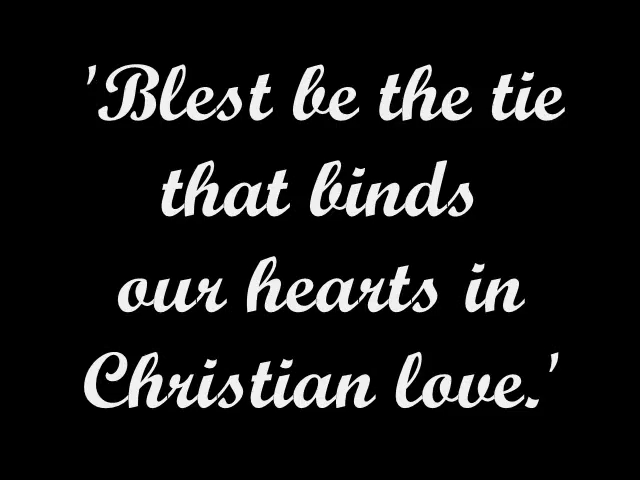 'Blest be the tie
that binds
our hearts in
Christian love.'